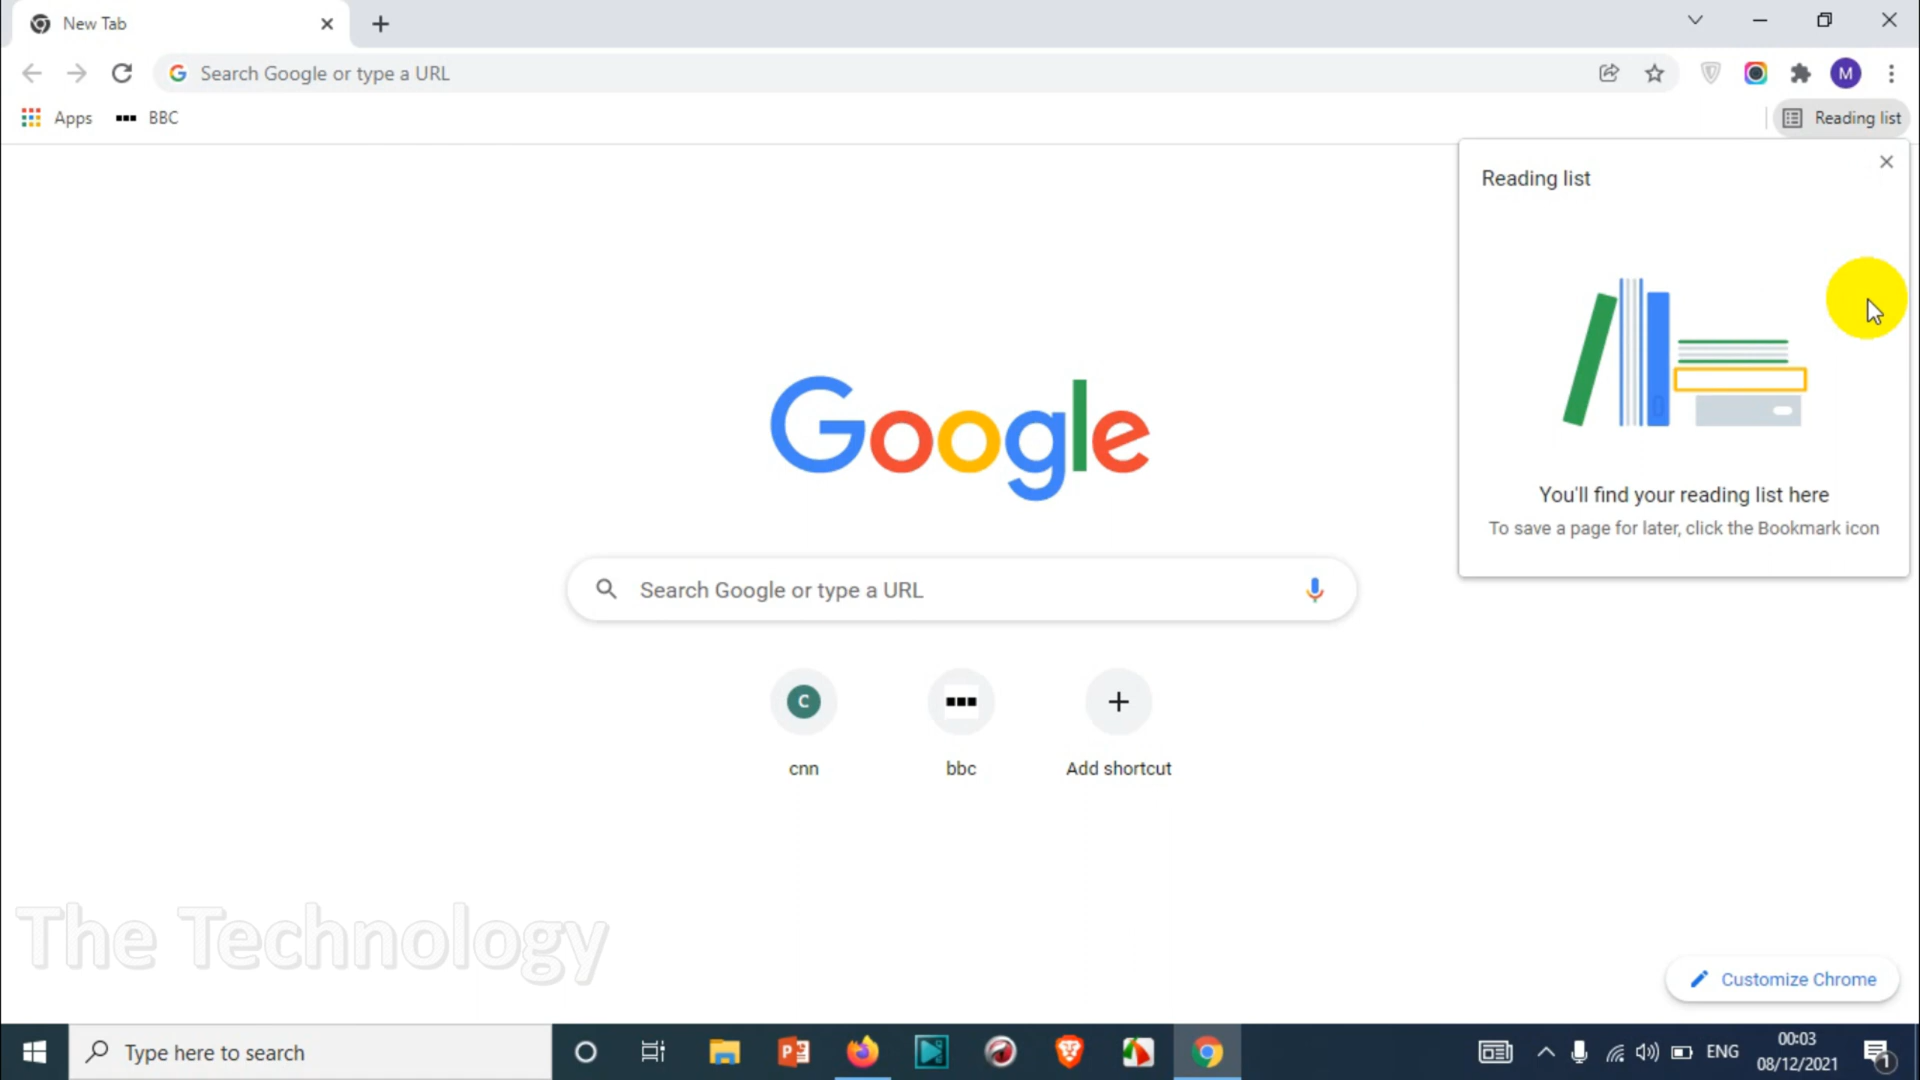 New Tab
Search Google or type a URL
M
Apps
BBC
Reading list
Reading list
You'll find your reading list here
To save a page for later, click the Bookmark icon
Google
Search Google or type a URL
C
cnn
bbc
Add shortcut
The Technology
Customize Chrome
Type here to search
ENG
00:03
08/12/2021
1